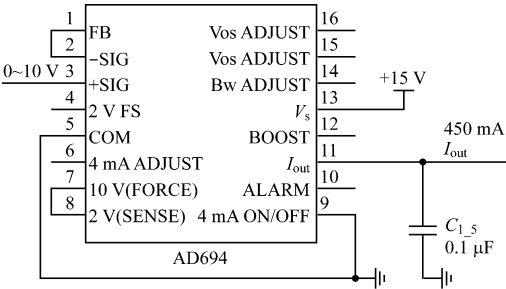 1 FB Vos ADJUST 16
2 −SIG Vos ADJUST 15
0~10 V 3 +SIG Bw ADJUST 14
+15 V
4 2 V FS Vs 13
5 COM BOOST 12
450 mA
6 4 mA ADJUST Iout 11 Iout
7 10 V(FORCE) ALARM 10
8 2 V(SENSE) 4 mA ON/OFF 9
C1_5
0.1 μF
AD694